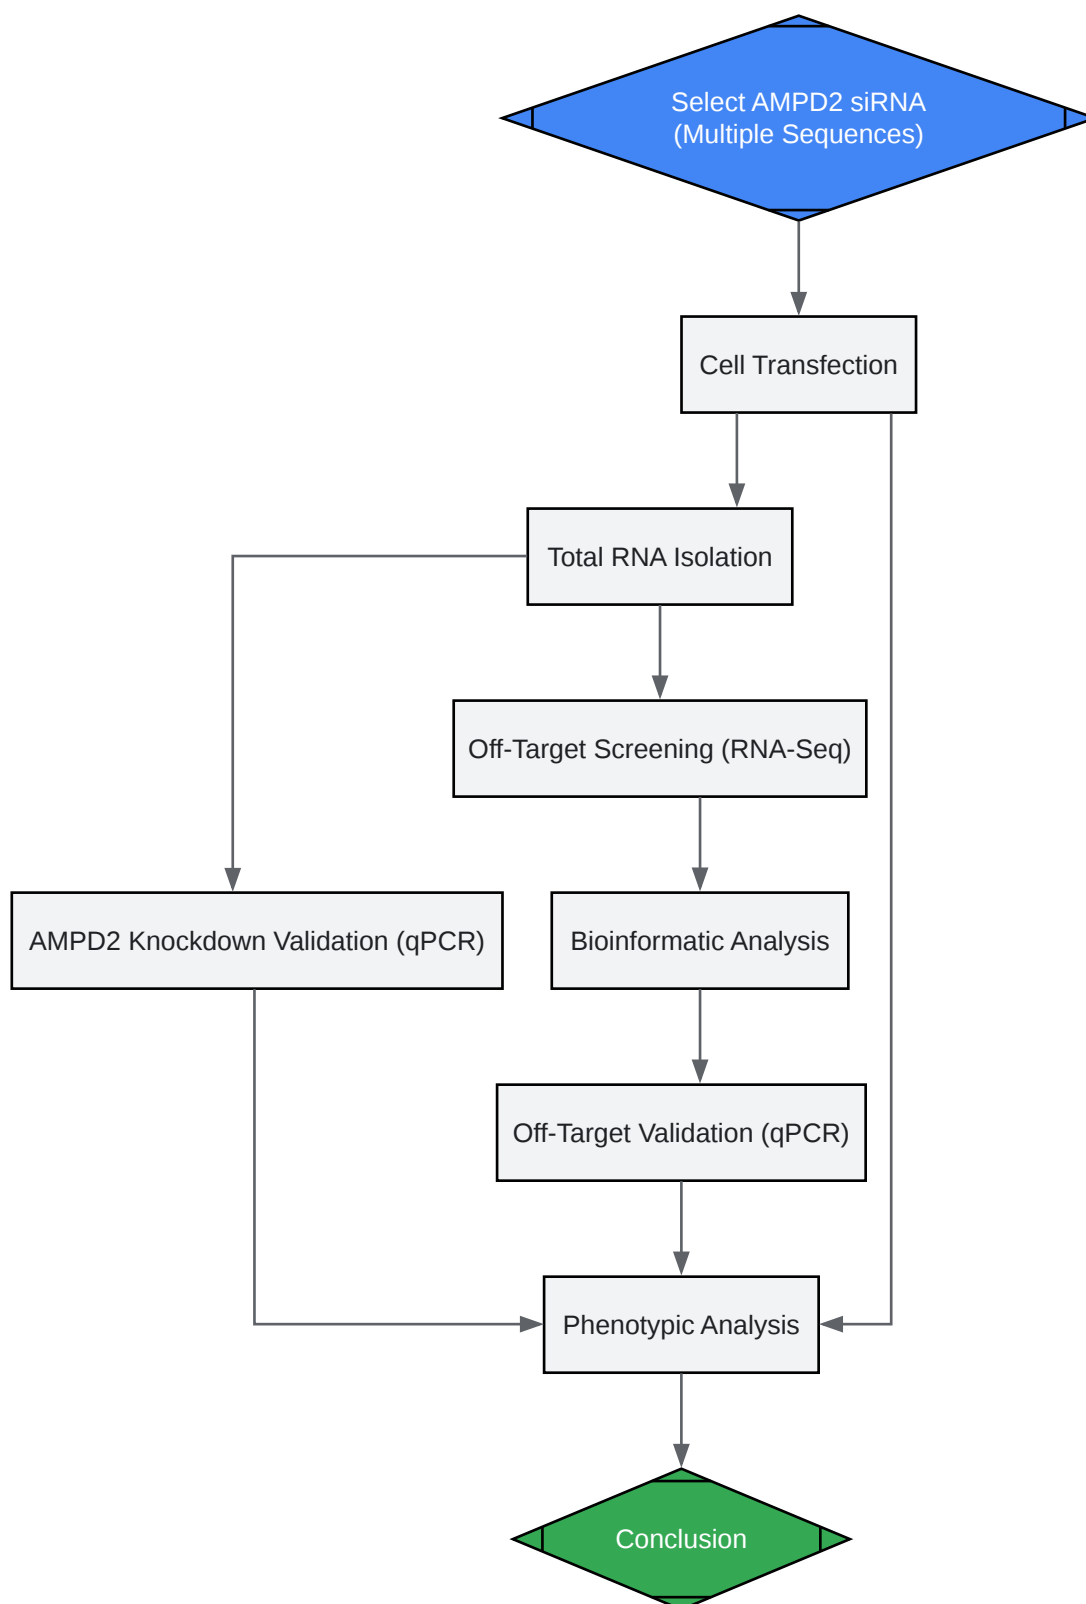 Select AMPD2 siRNA
(Multiple Sequences)
Cell Transfection
Total RNA Isolation
Off-Target Screening (RNA-Seq)
AMPD2 Knockdown Validation (qPCR)
Bioinformatic Analysis
Off-Target Validation (qPCR)
Phenotypic Analysis
Conclusion